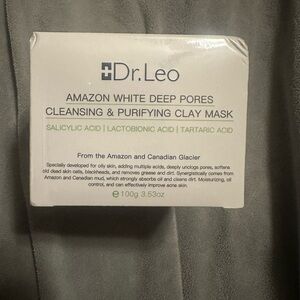 Dr.Leo
AMAZON WHITE DEEP PORES
CLEANSING & PURIFYING CLAY MASK
SALICYLIC ACID | LACTOBIONIC ACID | TARTARIC ACID
From the Amazon and Canadian Glacier
Specially developed for oily skin, adding multiple acids, deeply unclogs pores, softens
old dead skin cells, blackheads, and removes grease and dirt. Synergistically comes from
Amazon and Canadian mud, which strongly absorbs oil and cleans dirt. Moisturizing, oil
control, and can effectively improve acne skin.
℮ 100g 3.53oz